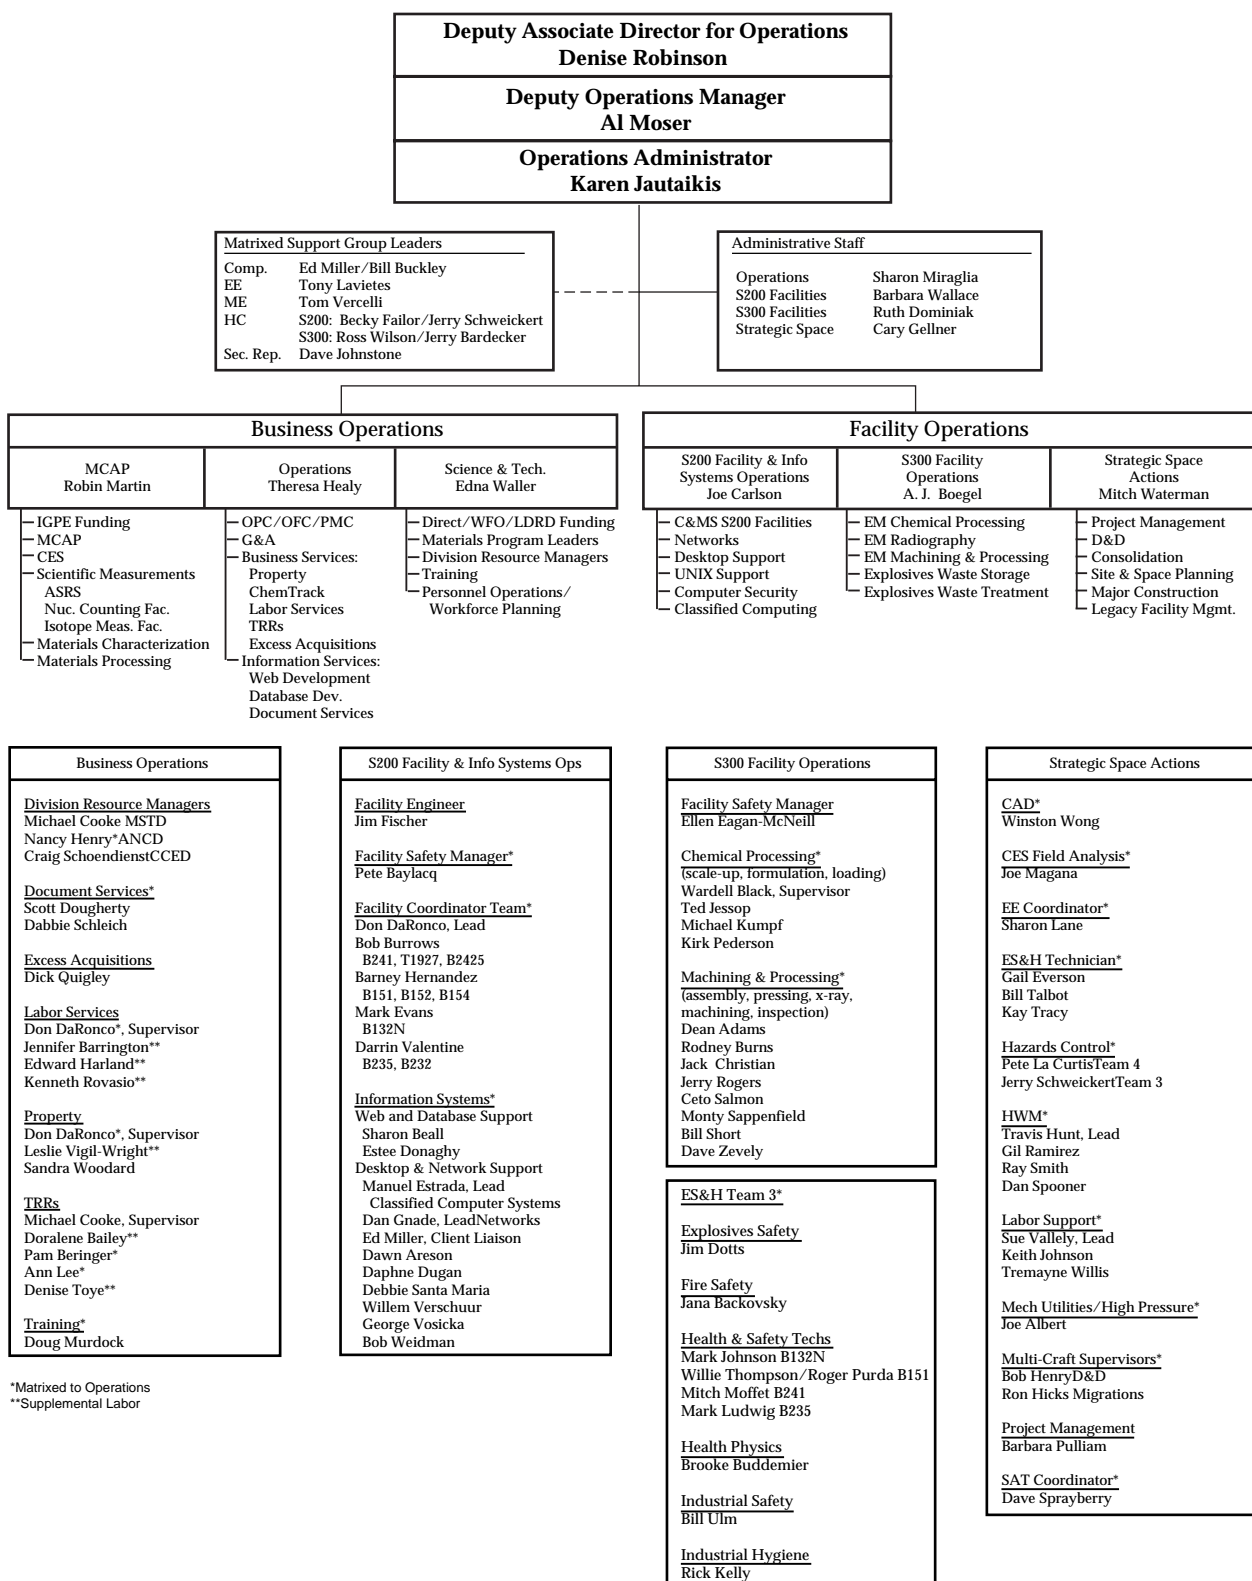 Deputy Associate Director for Operations
Denise Robinson
Deputy Operations Manager
Al Moser
Operations Administrator
Karen Jautaikis
Matrixed Support Group Leaders
Comp. Ed Miller/Bill Buckley
EE Tony Lavietes
ME Tom Vercelli
HC S200: Becky Failor/Jerry Schweickert
S300: Ross Wilson/Jerry Bardecker
Sec. Rep. Dave Johnstone
Administrative Staff
Operations Sharon Miraglia
S200 Facilities Barbara Wallace
S300 Facilities Ruth Dominiak
Strategic Space Cary Gellner
Business Operations
MCAP
Robin Martin
Operations
Theresa Healy
Science & Tech.
Edna Waller
IGPE Funding
MCAP
CES
Scientific Measurements
ASRS
Nuc. Counting Fac.
Isotope Meas. Fac.
Materials Characterization
Materials Processing
OPC/OFC/PMC
G&A
Business Services:
Property
ChemTrack
Labor Services
TRRs
Excess Acquisitions
Information Services:
Web Development
Database Dev.
Document Services
Direct/WFO/LDRD Funding
Materials Program Leaders
Division Resource Managers
Training
Personnel Operations/
Workforce Planning
Facility Operations
S200 Facility & Info
Systems Operations
Joe Carlson
S300 Facility
Operations
A. J. Boegel
Strategic Space
Actions
Mitch Waterman
C&MS S200 Facilities
Networks
Desktop Support
UNIX Support
Computer Security
Classified Computing
EM Chemical Processing
EM Radiography
EM Machining & Processing
Explosives Waste Storage
Explosives Waste Treatment
Project Management
D&D
Consolidation
Site & Space Planning
Major Construction
Legacy Facility Mgmt.
Business Operations
Division Resource Managers
Michael Cooke MSTD
Nancy Henry*ANCD
Craig SchoendienstCCED
Document Services*
Scott Dougherty
Dabbie Schleich
Excess Acquisitions
Dick Quigley
Labor Services
Don DaRonco*, Supervisor
Jennifer Barrington**
Edward Harland**
Kenneth Rovasio**
Property
Don DaRonco*, Supervisor
Leslie Vigil-Wright**
Sandra Woodard
TRRs
Michael Cooke, Supervisor
Doralene Bailey**
Pam Beringer*
Ann Lee*
Denise Toye**
Training*
Doug Murdock
*Matrixed to Operations
**Supplemental Labor
S200 Facility & Info Systems Ops
Facility Engineer
Jim Fischer
Facility Safety Manager*
Pete Baylacq
Facility Coordinator Team*
Don DaRonco, Lead
Bob Burrows
B241, T1927, B2425
Barney Hernandez
B151, B152, B154
Mark Evans
B132N
Darrin Valentine
B235, B232
Information Systems*
Web and Database Support
Sharon Beall
Estee Donaghy
Desktop & Network Support
Manuel Estrada, Lead
Classified Computer Systems
Dan Gnade, LeadNetworks
Ed Miller, Client Liaison
Dawn Areson
Daphne Dugan
Debbie Santa Maria
Willem Verschuur
George Vosicka
Bob Weidman
S300 Facility Operations
Facility Safety Manager
Ellen Eagan-McNeill
Chemical Processing*
(scale-up, formulation, loading)
Wardell Black, Supervisor
Ted Jessop
Michael Kumpf
Kirk Pederson
Machining & Processing*
(assembly, pressing, x-ray,
machining, inspection)
Dean Adams
Rodney Burns
Jack Christian
Jerry Rogers
Ceto Salmon
Monty Sappenfield
Bill Short
Dave Zevely
ES&H Team 3*
Explosives Safety
Jim Dotts
Fire Safety
Jana Backovsky
Health & Safety Techs
Mark Johnson B132N
Willie Thompson/Roger Purda B151
Mitch Moffet B241
Mark Ludwig B235
Health Physics
Brooke Buddemier
Industrial Safety
Bill Ulm
Industrial Hygiene
Rick Kelly
Strategic Space Actions
CAD*
Winston Wong
CES Field Analysis*
Joe Magana
EE Coordinator*
Sharon Lane
ES&H Technician*
Gail Everson
Bill Talbot
Kay Tracy
Hazards Control*
Pete La CurtisTeam 4
Jerry SchweickertTeam 3
HWM*
Travis Hunt, Lead
Gil Ramirez
Ray Smith
Dan Spooner
Labor Support*
Sue Vallely, Lead
Keith Johnson
Tremayne Willis
Mech Utilities/High Pressure*
Joe Albert
Multi-Craft Supervisors*
Bob HenryD&D
Ron Hicks Migrations
Project Management
Barbara Pulliam
SAT Coordinator*
Dave Sprayberry